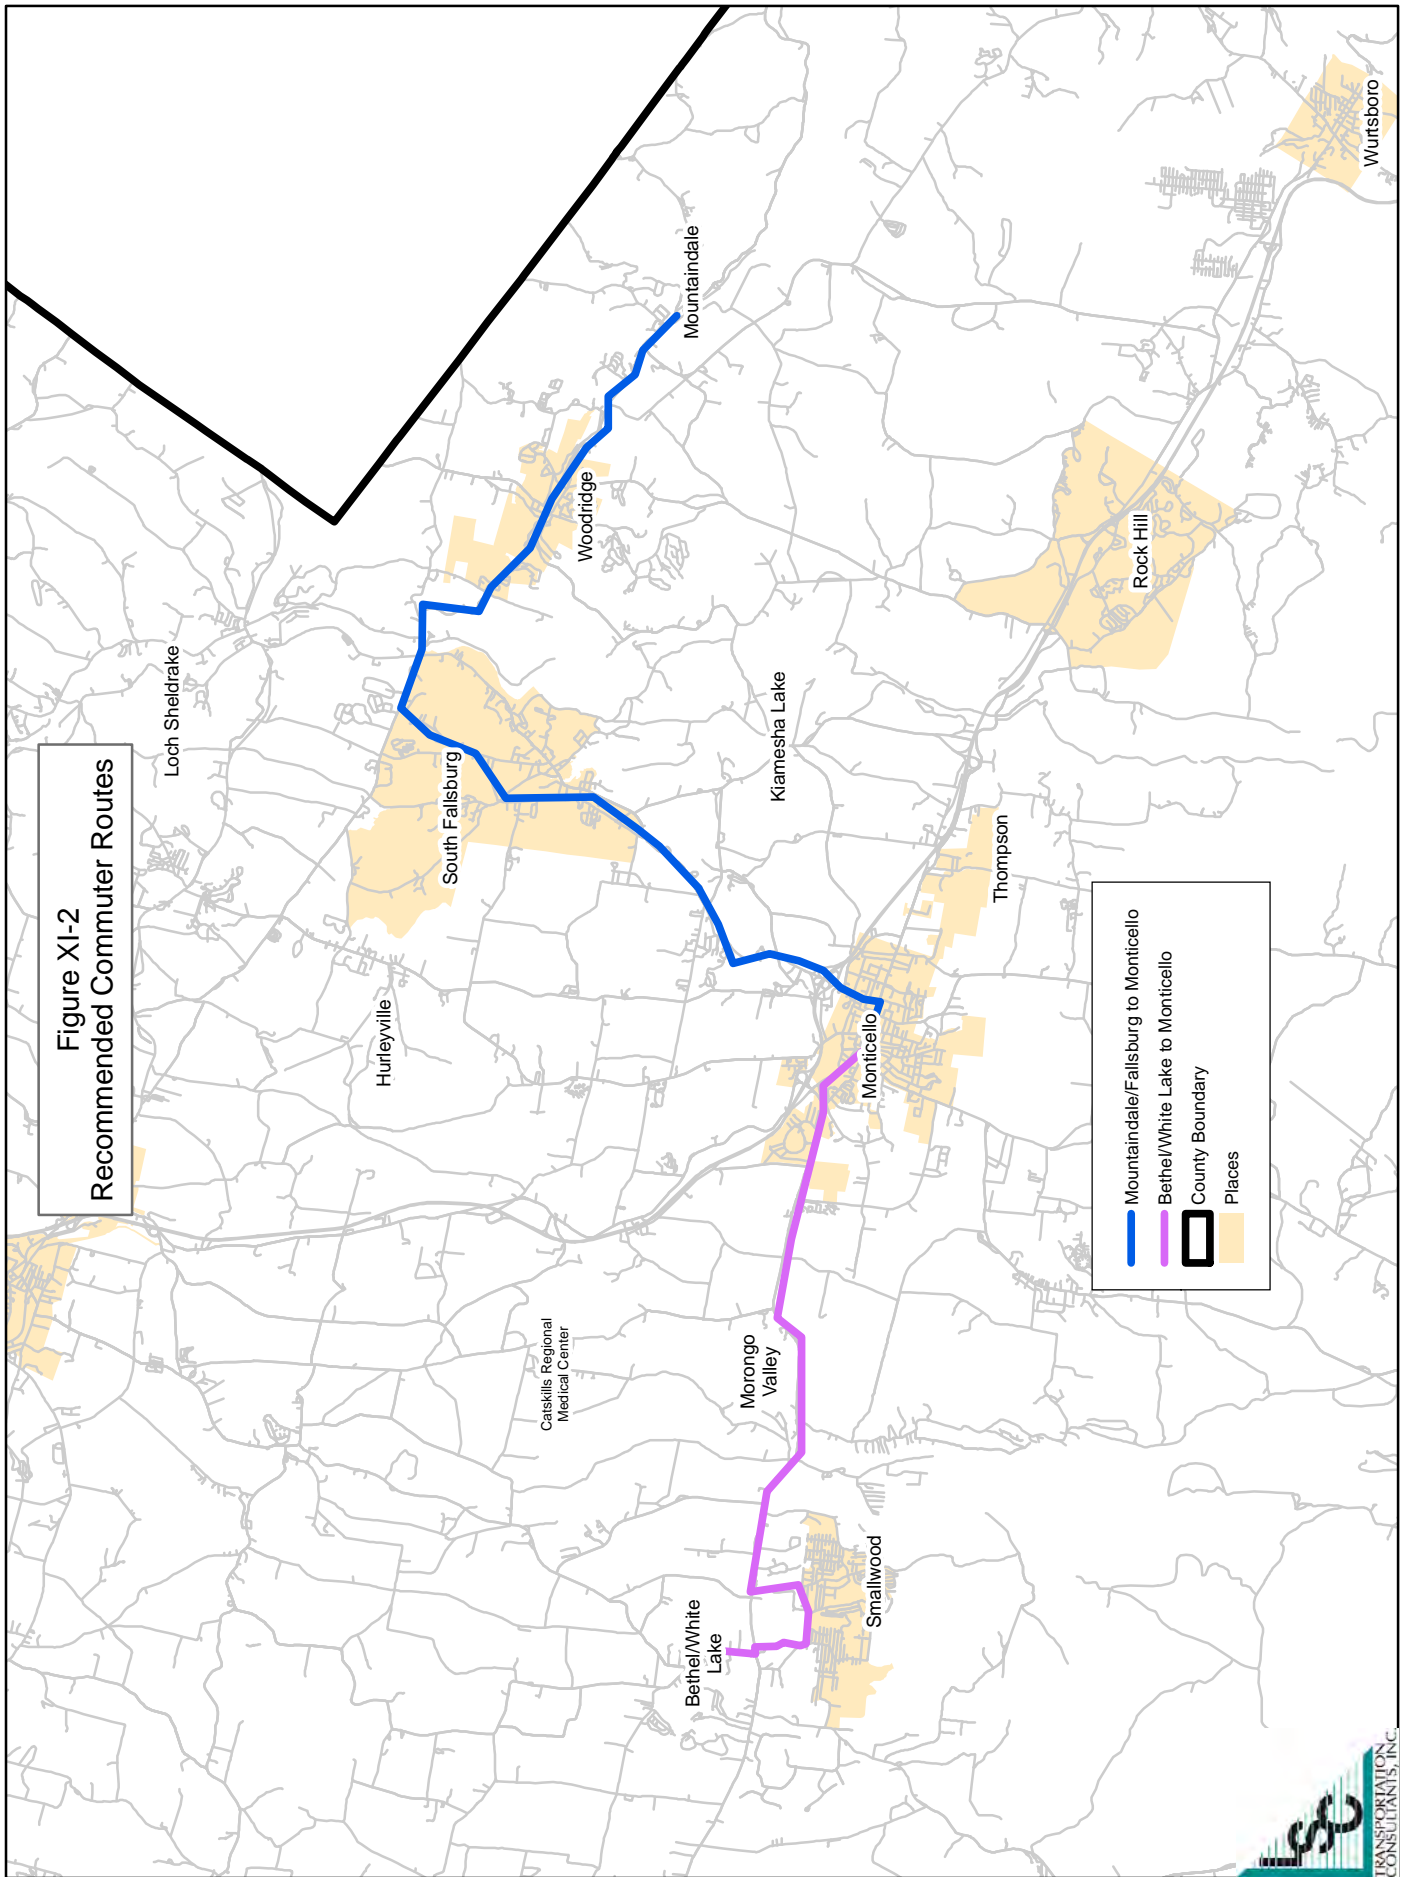 Figure XI-2
Recommended Commuter Routes
Loch Sheldrake
Hurleyville
South Fallsburg
Woodridge
Mountaindale
Catskills Regional
Medical Center
Kiamesha Lake
Morongo
Valley
Bethel/White
Lake
Monticello
Smallwood
Thompson
Rock Hill
Wurtsboro
Mountaindale/Fallsburg to Monticello
Bethel/White Lake to Monticello
County Boundary
Places
LSC
TRANSPORTATION
CONSULTANTS, INC.